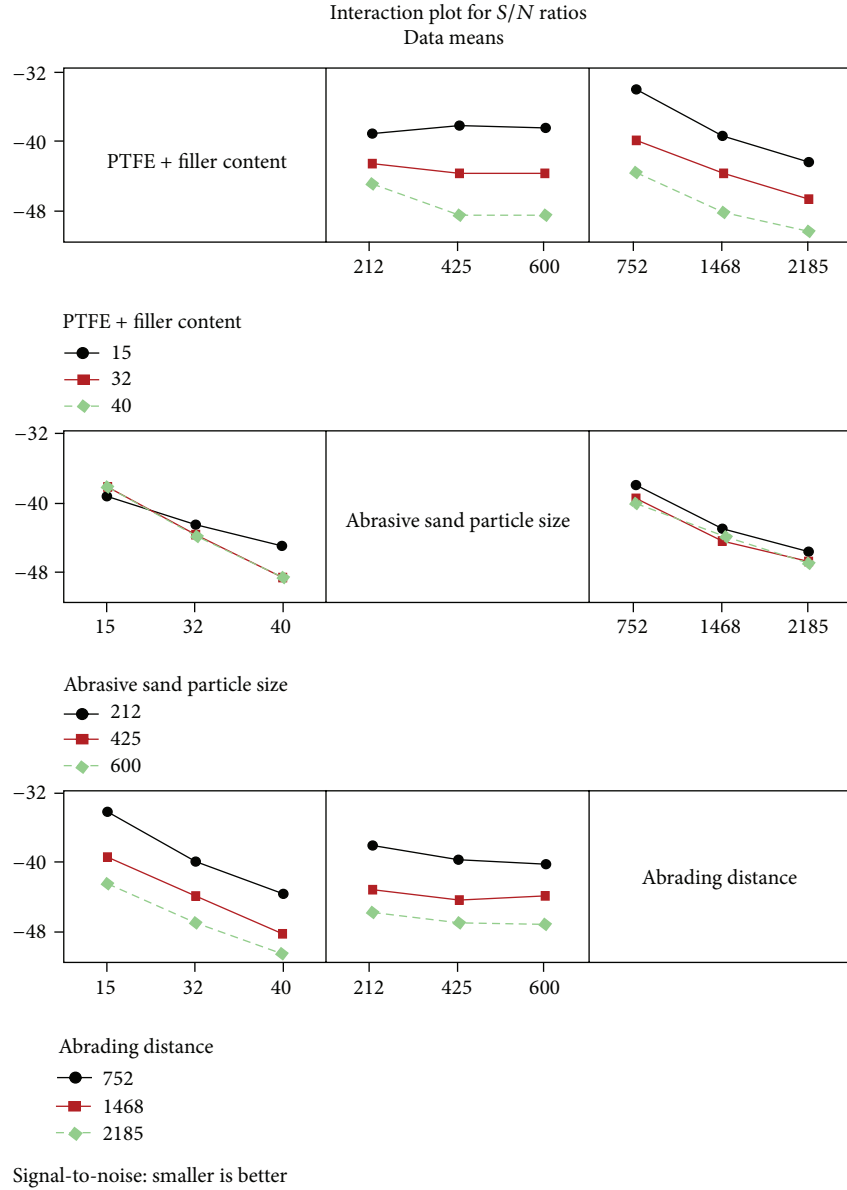 Interaction plot for S/N ratios
Data means
−32
−40
−48
PTFE + filler content
212 425 600
752 1468 2185
PTFE + filler content
15
32
40
−32
−40
−48
Abrasive sand particle size
15 32 40
752 1468 2185
Abrasive sand particle size
212
425
600
−32
−40
−48
Abrading distance
15 32 40
212 425 600
Abrading distance
752
1468
2185
Signal-to-noise: smaller is better